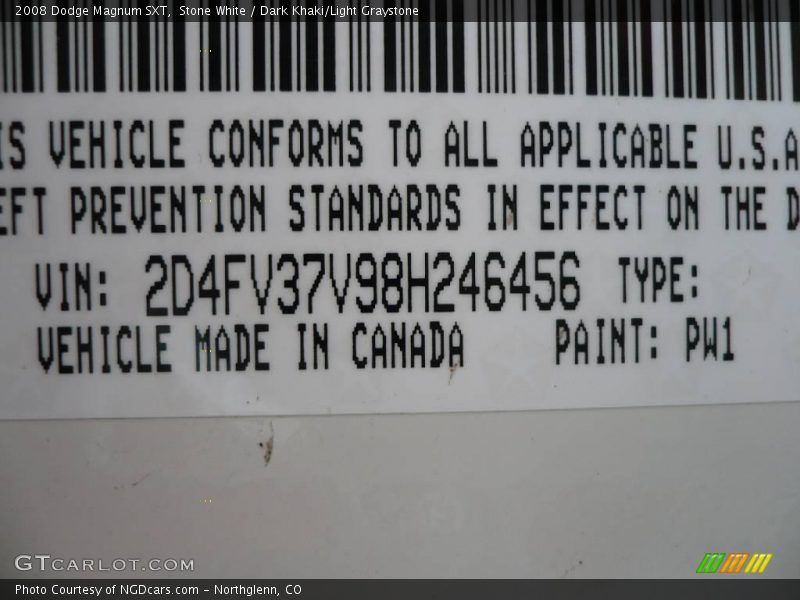 2008 Dodge Magnum SXT, Stone White / Dark Khaki/Light Graystone
IS VEHICLE CONFORMS TO ALL APPLICABLE U.S.A
EFT PREVENTION STANDARDS IN EFFECT ON THE D
VIN: 2D4FV37V98H246456 TYPE:
VEHICLE MADE IN CANADA PAINT: PW1
GTCARLOT.COM
Photo Courtesy of NGDcars.com - Northglenn, CO